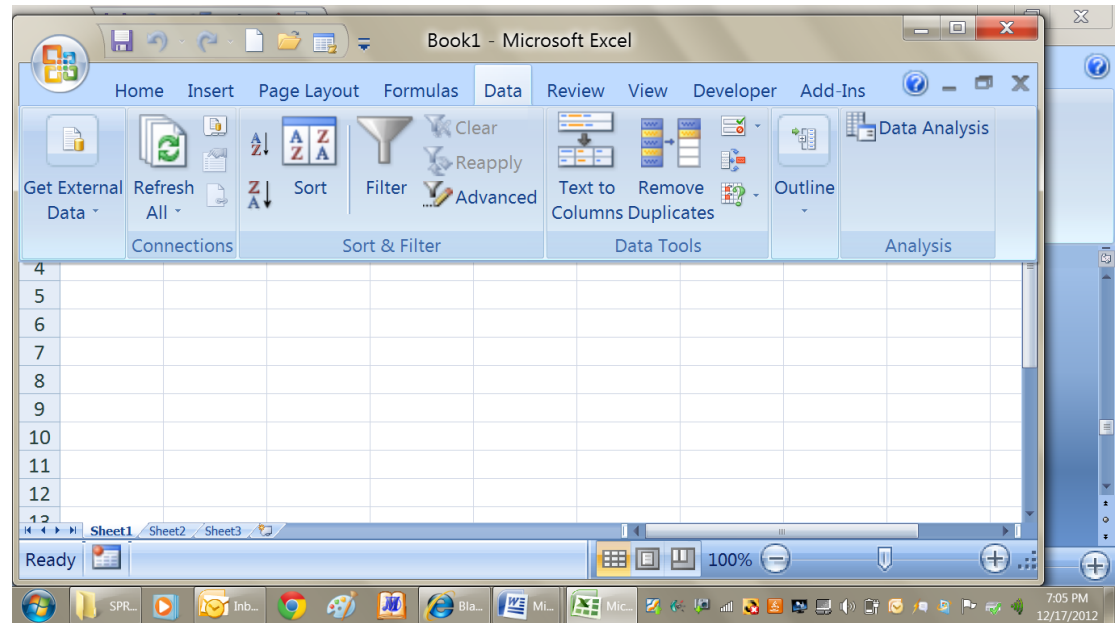 Book1 - Microsoft Excel
Home Insert Page Layout Formulas Data Review View Developer Add-Ins
Get External Data
Refresh All
Connections
A Z
Z A
A Z
Z A
Sort
Filter
Clear
Reapply
Advanced
Sort & Filter
Text to Columns
Remove Duplicates
Data Tools
Outline
Data Analysis
Analysis
4
5
6
7
8
9
10
11
12
13
Sheet1 Sheet2 Sheet3
Ready 100%
SPR... Inb... Bla... Mi... Mic...
7:05 PM
12/17/2012